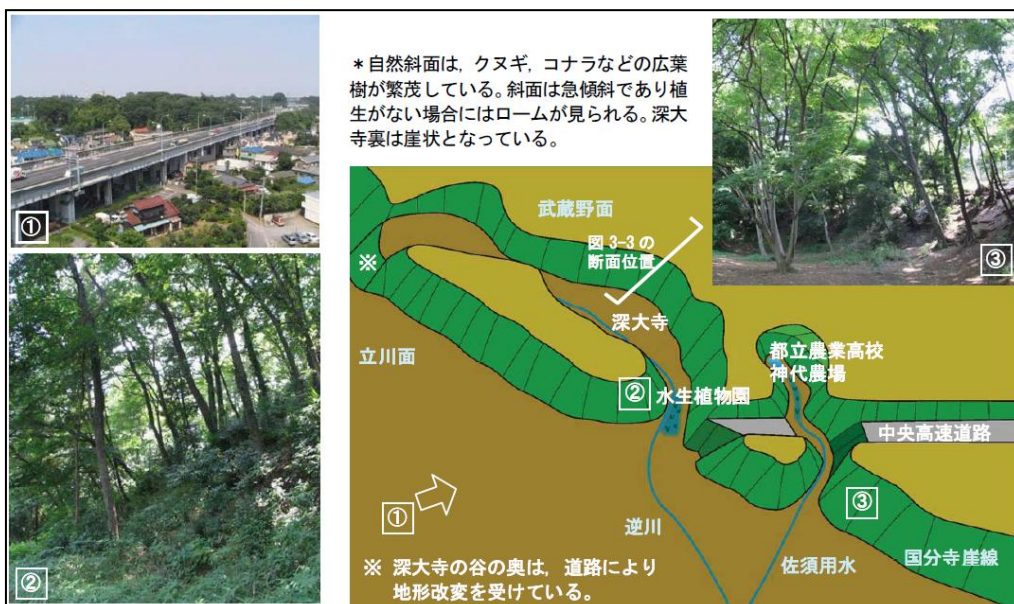 ＊自然斜面は，クヌギ，コナラなどの広葉
樹が繁茂している。斜面は急傾斜であり植
生がない場合にはロームが見られる。深大
寺裏は崖状となっている。
①
②
③
武蔵野面
図 3-3 の
断面位置
※
深大寺
立川面
都立農業高校
神代農場
② 水生植物園
中央高速道路
①
③
逆川
佐須用水
国分寺崖線
※ 深大寺の谷の奥は，道路により
地形改変を受けている。